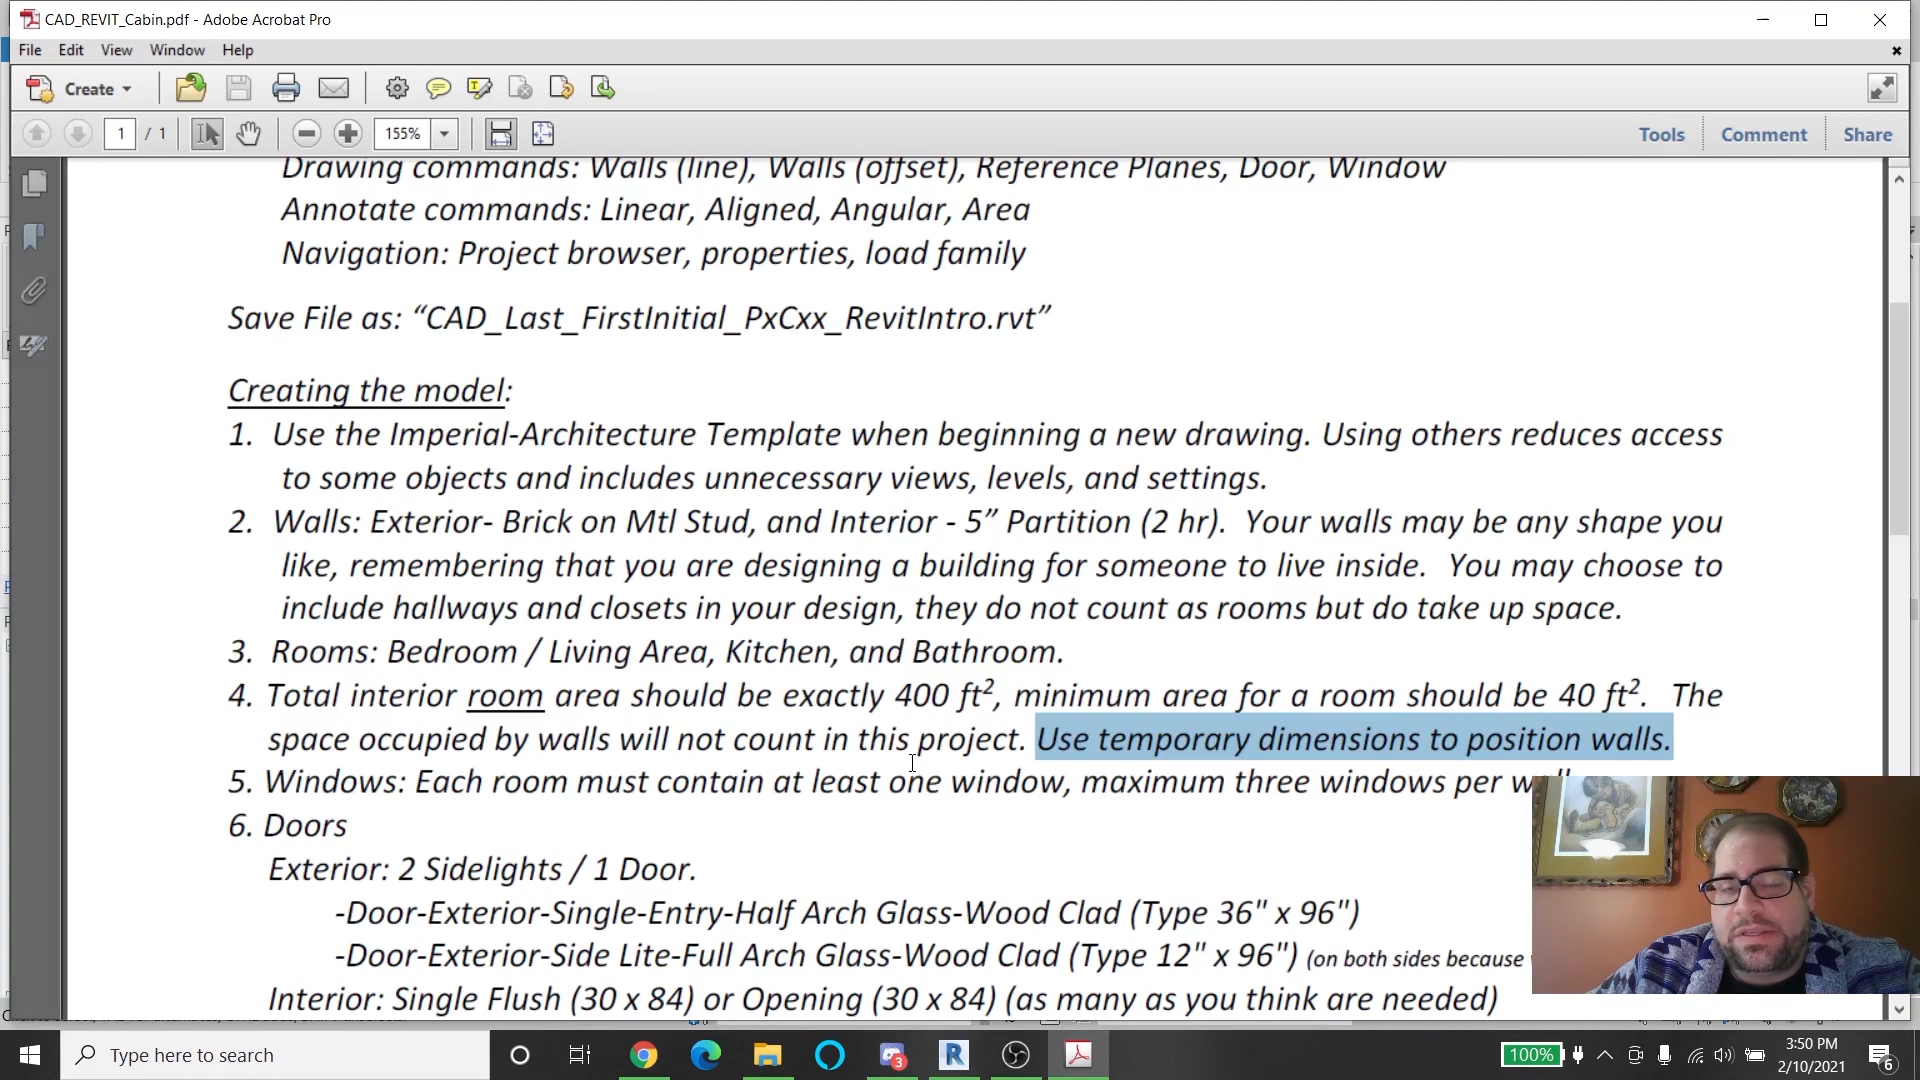 CAD_REVIT_Cabin.pdf - Adobe Acrobat Pro
File Edit View Window Help
Create
1 / 1 155% Tools Comment Share
Drawing commands: Walls (line), Walls (offset), Reference Planes, Door, Window
Annotate commands: Linear, Aligned, Angular, Area
Navigation: Project browser, properties, load family
Save File as: “CAD_Last_FirstInitial_PxCxx_RevitIntro.rvt”
Creating the model:
1. Use the Imperial-Architecture Template when beginning a new drawing. Using others reduces access
to some objects and includes unnecessary views, levels, and settings.
2. Walls: Exterior- Brick on Mtl Stud, and Interior - 5” Partition (2 hr). Your walls may be any shape you
like, remembering that you are designing a building for someone to live inside. You may choose to
include hallways and closets in your design, they do not count as rooms but do take up space.
3. Rooms: Bedroom / Living Area, Kitchen, and Bathroom.
4. Total interior room area should be exactly 400 ft², minimum area for a room should be 40 ft². The
space occupied by walls will not count in this project. Use temporary dimensions to position walls.
5. Windows: Each room must contain at least one window, maximum three windows per
6. Doors
Exterior: 2 Sidelights / 1 Door.
-Door-Exterior-Single-Entry-Half Arch Glass-Wood Clad (Type 36" x 96")
-Door-Exterior-Side Lite-Full Arch Glass-Wood Clad (Type 12" x 96") (on both sides because
Interior: Single Flush (30 x 84) or Opening (30 x 84) (as many as you think are needed)
Type here to search
3
R
100%
3:50 PM
2/10/2021
6